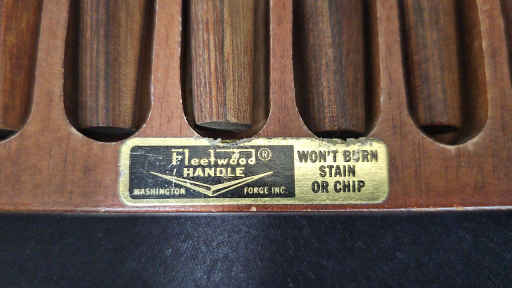 Fleetwood®
HANDLE
WASHINGTON FORGE INC.
WON'T BURN
STAIN
OR CHIP